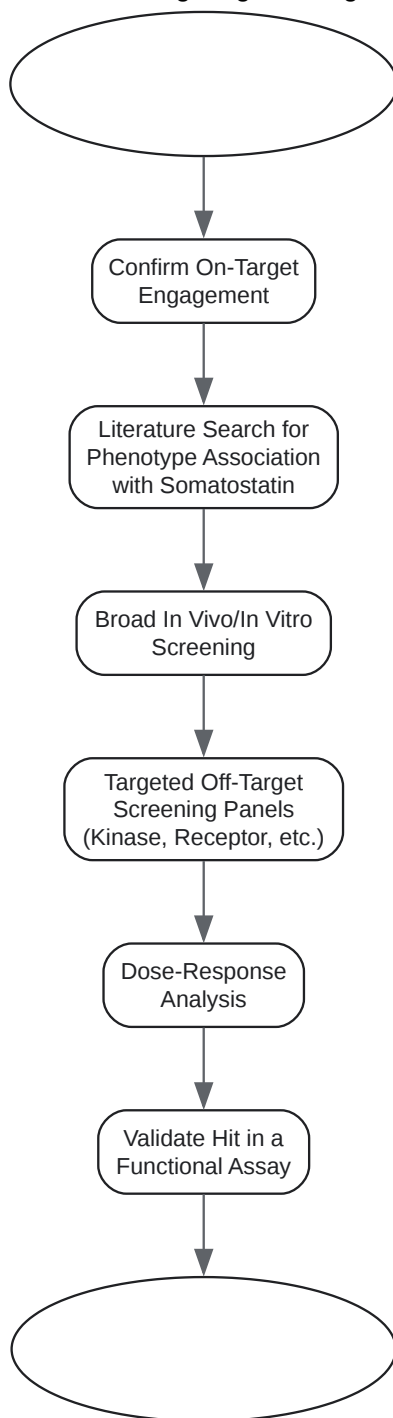 Confirm On-Target
Engagement
Literature Search for
Phenotype Association
with Somatostatin
Broad In Vivo/In Vitro
Screening
Targeted Off-Target
Screening Panels
(Kinase, Receptor, etc.)
Dose-Response
Analysis
Validate Hit in a
Functional Assay